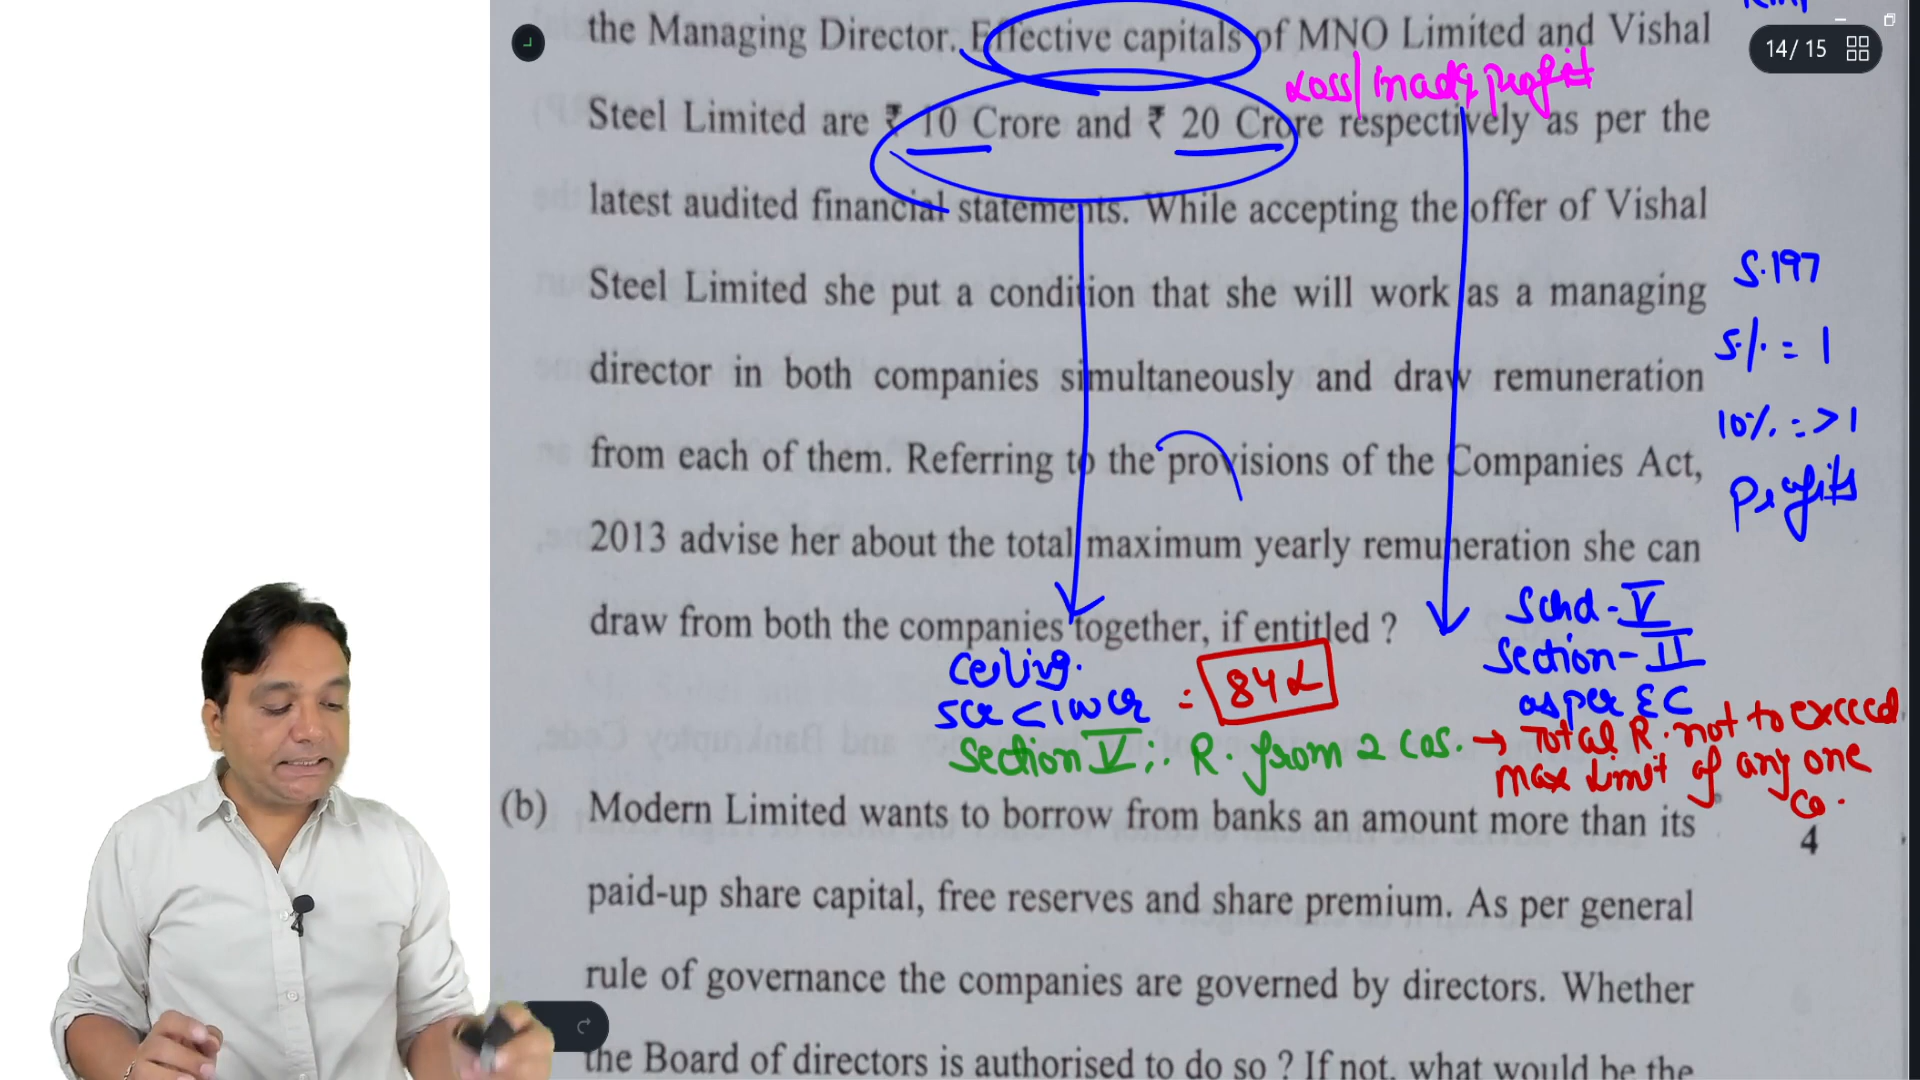 the Managing Director. Effective capitals of MNO Limited and Vishal
14/ 15
Loss/Inadq profit
Steel Limited are ₹ 10 Crore and ₹ 20 Crore respectively as per the
latest audited financial statements. While accepting the offer of Vishal
Steel Limited she put a condition that she will work as a managing
S.197
director in both companies simultaneously and draw remuneration
5% = 1
from each of them. Referring to the provisions of the Companies Act,
10% => 1
Profits
2013 advise her about the total maximum yearly remuneration she can
draw from both the companies together, if entitled ?
Schd - V
Section - II
as per EC
Ceiling.
5cr < 100 cr = 84L
Section V :. R. from 2 cos. → Total R. not to exceed
Max limit of any one
co.
(b) Modern Limited wants to borrow from banks an amount more than its
4
paid-up share capital, free reserves and share premium. As per general
rule of governance the companies are governed by directors. Whether
the Board of directors is authorised to do so ? If not, what would be the